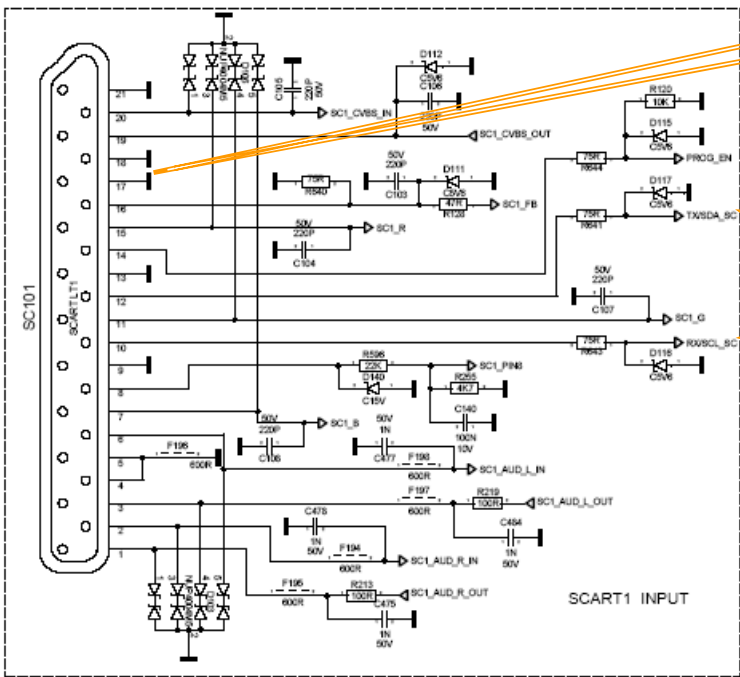 D112
C5V6
C105
220P
50V
21
20
SC1_CVBS_IN
C106
50V
R120
10K
19
SC1_CVBS_OUT
D115
C5V6
18
50V
220P
D111
C5V6
75R
R644
PROG_EN
17
75R
R640
C103
D117
C5V6
16
47R
R128
SC1_FB
75R
R641
TX/SDA_SC
15
50V
220P
C104
SC1_R
14
13
50V
220P
C107
12
SC101
SCARTLT1
11
SC1_G
10
75R
R643
RX/SCL_SC
9
R596
22K
SC1_PIN8
D116
C5V6
8
D140
C15V
R255
4K7
7
50V
220P
C108
SC1_B
50V
1N
C477
C140
100N
10V
6
F196
600R
F198
600R
SC1_AUD_L_IN
5
4
F197
600R
R219
100R
SC1_AUD_L_OUT
3
C478
1N
50V
C484
1N
50V
2
F194
600R
SC1_AUD_R_IN
1
F195
600R
R213
100R
SC1_AUD_R_OUT
C475
1N
50V
SCART1 INPUT